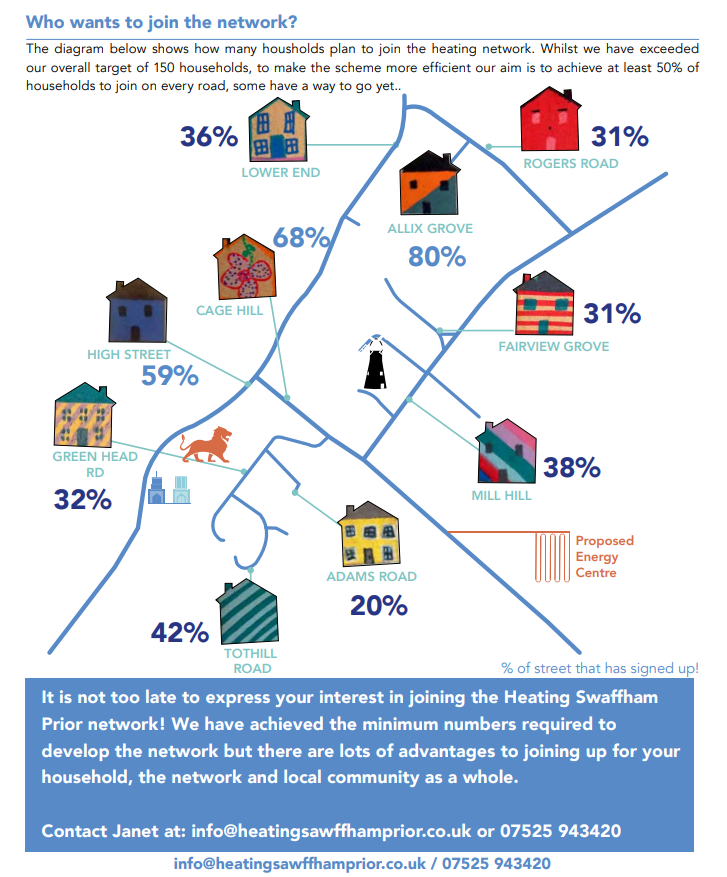 Who wants to join the network?
The diagram below shows how many housholds plan to join the heating network. Whilst we have exceeded
our overall target of 150 households, to make the scheme more efficient our aim is to achieve at least 50% of
households to join on every road, some have a way to go yet..
36%
LOWER END
31%
ROGERS ROAD
ALLIX GROVE
80%
68%
CAGE HILL
31%
FAIRVIEW GROVE
HIGH STREET
59%
GREEN HEAD
RD
32%
38%
MILL HILL
Proposed
Energy
Centre
ADAMS ROAD
20%
42%
TOTHILL
ROAD
% of street that has signed up!
It is not too late to express your interest in joining the Heating Swaffham
Prior network! We have achieved the minimum numbers required to
develop the network but there are lots of advantages to joining up for your
household, the network and local community as a whole.
Contact Janet at: info@heatingsawffhamprior.co.uk or 07525 943420
info@heatingsawffhamprior.co.uk / 07525 943420